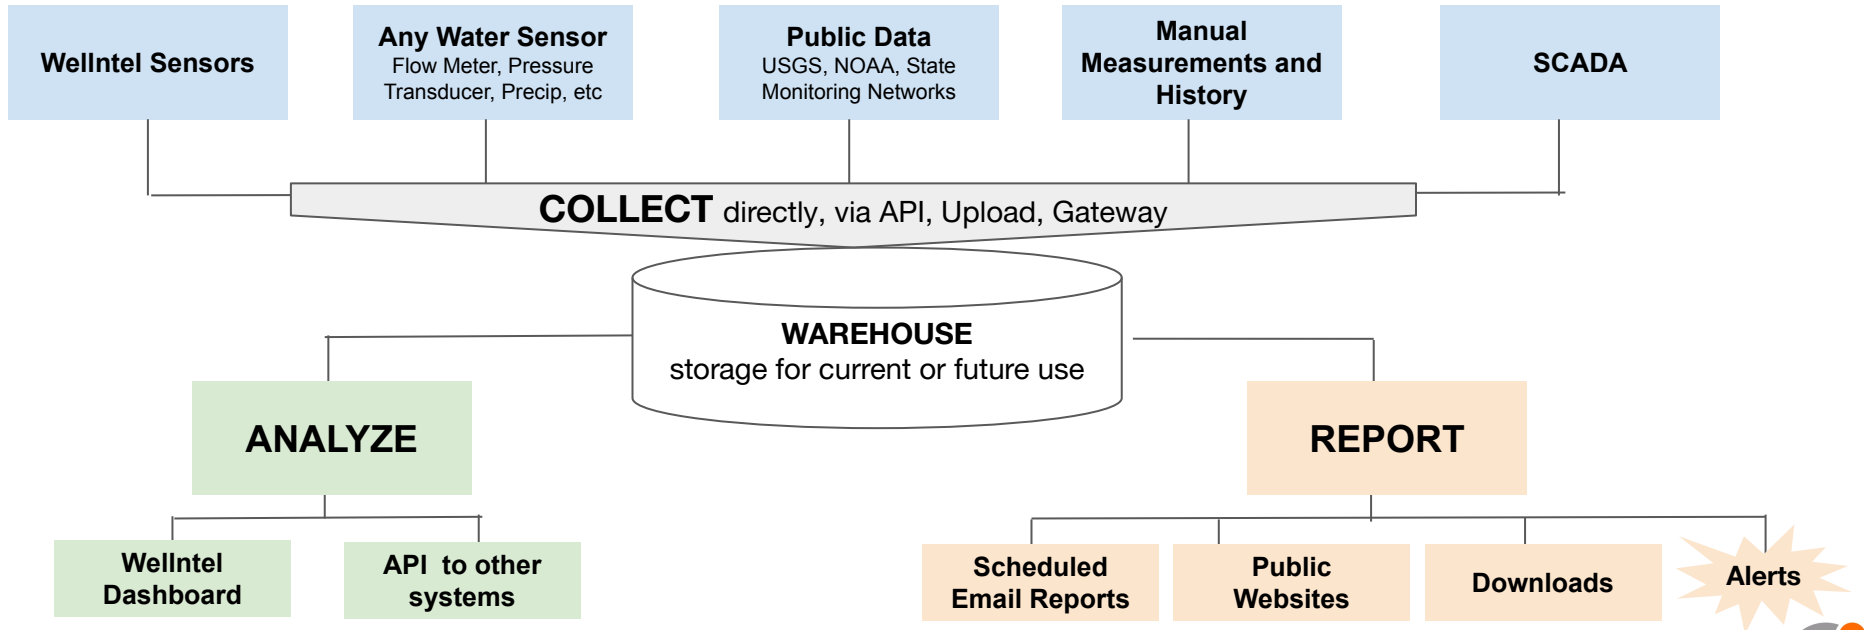 Wellntel Sensors
Any Water Sensor
Flow Meter, Pressure
Transducer, Precip, etc
Public Data
USGS, NOAA, State
Monitoring Networks
Manual
Measurements and
History
SCADA
COLLECT directly, via API, Upload, Gateway
WAREHOUSE
storage for current or future use
ANALYZE
REPORT
Wellntel
Dashboard
API to other
systems
Scheduled
Email Reports
Public
Websites
Downloads
Alerts